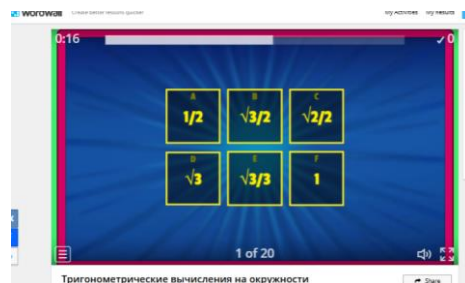 wordwall Create better lessons quicker My Activities My Results
0:16 ✓ 0
A B C
1/2 √3/2 √2/2
D E F
√3 √3/3 1
1 of 20
Тригонометрические вычисления на окружности Share